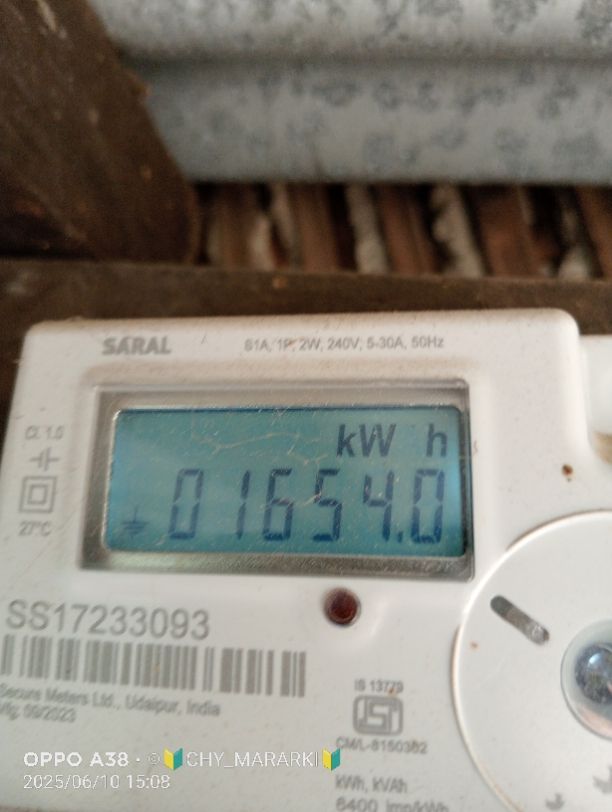 SARAL
S1A, 1P, 2W, 240V, 5-30A, 50Hz
Cl. 1.0
kW h
01654.0
27°C
SS17233093
Secure Meters Ltd., Udaipur, India
Mfg: 09/2023
IS 13779
ISI
CM/L-8150382
kWh, kVAh
6400 imp/kWh
OPPO A38 · ©🔰CHY_MARARKI🔰
2025/06/10 15:08